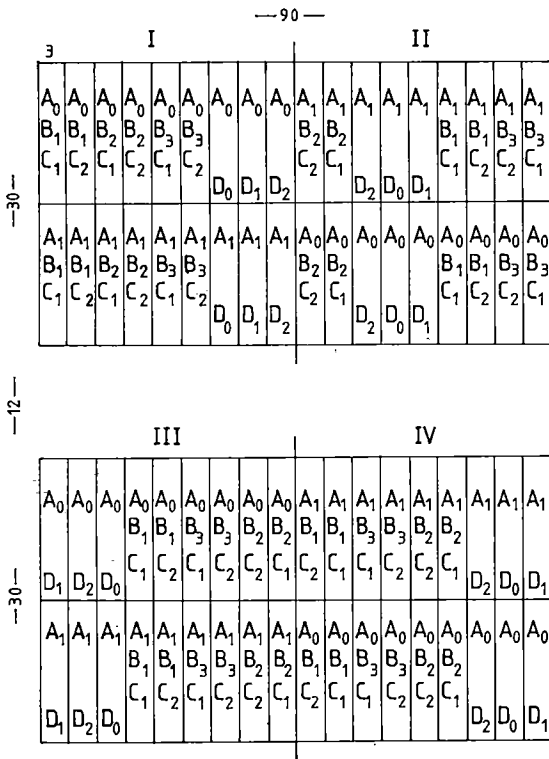 —90—
I II
3
A₀ A₀ A₀ A₀ A₀ A₀ A₀ A₀ A₀ A₁ A₁ A₁ A₁ A₁ A₁ A₁ A₁ A₁
B₁ B₁ B₂ B₂ B₃ B₃ B₂ B₂ B₁ B₁ B₃ B₃
C₁ C₂ C₁ C₂ C₁ C₂ C₂ C₁ C₁ C₂ C₂ C₁
D₀ D₁ D₂ D₂ D₀ D₁
—30—
A₁ A₁ A₁ A₁ A₁ A₁ A₁ A₁ A₁ A₀ A₀ A₀ A₀ A₀ A₀ A₀ A₀ A₀
B₁ B₁ B₂ B₂ B₃ B₃ B₂ B₂ B₁ B₁ B₃ B₃
C₁ C₂ C₁ C₂ C₁ C₂ C₂ C₁ C₁ C₂ C₂ C₁
D₀ D₁ D₂ D₂ D₀ D₁
—12—
III IV
A₀ A₀ A₀ A₀ A₀ A₀ A₀ A₀ A₀ A₁ A₁ A₁ A₁ A₁ A₁ A₁ A₁ A₁
B₁ B₁ B₃ B₃ B₂ B₂ B₁ B₁ B₃ B₃ B₂ B₂
C₁ C₂ C₁ C₂ C₂ C₁ C₂ C₁ C₁ C₂ C₂ C₁
D₁ D₂ D₀ D₂ D₀ D₁
—30—
A₁ A₁ A₁ A₁ A₁ A₁ A₁ A₁ A₁ A₀ A₀ A₀ A₀ A₀ A₀ A₀ A₀ A₀
B₁ B₁ B₃ B₃ B₂ B₂ B₁ B₁ B₃ B₃ B₂ B₂
C₁ C₂ C₁ C₂ C₂ C₁ C₂ C₁ C₁ C₂ C₂ C₁
D₁ D₂ D₀ D₂ D₀ D₁